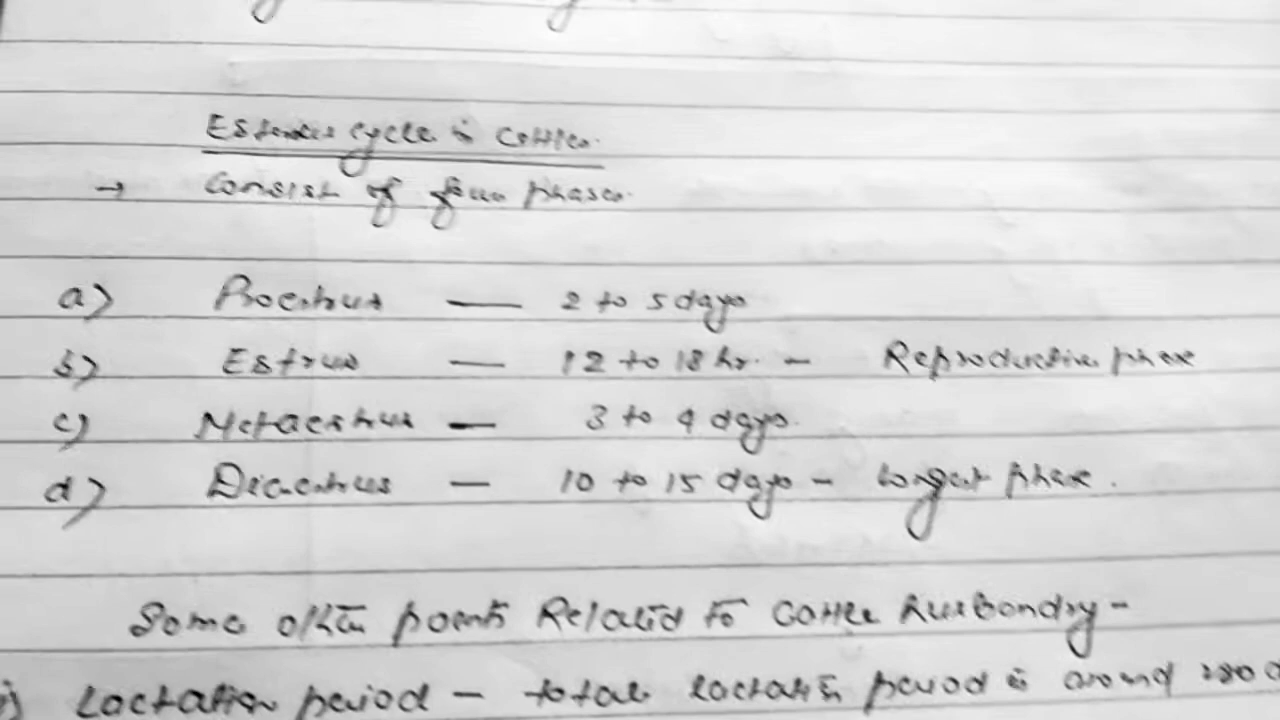 Estrous cycle in cattle.
→ Consist of four phases.
a) Proestrus — 2 to 5 days
b) Estrus — 12 to 18 hr. - Reproductive phase
c) Metaestrus — 3 to 4 days.
d) Diaestrus — 10 to 15 days - longest phase.
Some other points Related to Cattle husbandry -
i) Lactation period - total lactation period is around